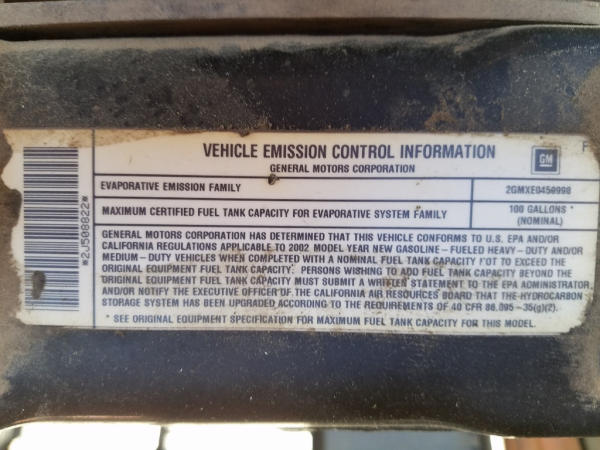 VEHICLE EMISSION CONTROL INFORMATION
GENERAL MOTORS CORPORATION
GM
F
EVAPORATIVE EMISSION FAMILY 2GMXE0450998
MAXIMUM CERTIFIED FUEL TANK CAPACITY FOR EVAPORATIVE SYSTEM FAMILY 100 GALLONS *
(NOMINAL)
GENERAL MOTORS CORPORATION HAS DETERMINED THAT THIS VEHICLE CONFORMS TO U.S. EPA AND/OR
CALIFORNIA REGULATIONS APPLICABLE TO 2002 MODEL YEAR NEW GASOLINE - FUELED HEAVY - DUTY AND/OR
MEDIUM - DUTY VEHICLES WHEN COMPLETED WITH A NOMINAL FUEL TANK CAPACITY NOT TO EXCEED THE
ORIGINAL EQUIPMENT FUEL TANK CAPACITY. PERSONS WISHING TO ADD FUEL TANK CAPACITY BEYOND THE
ORIGINAL EQUIPMENT FUEL TANK CAPACITY MUST SUBMIT A WRITTEN STATEMENT TO THE EPA ADMINISTRATOR
AND/OR NOTIFY THE EXECUTIVE OFFICER OF THE CALIFORNIA AIR RESOURCES BOARD THAT THE HYDROCARBON
STORAGE SYSTEM HAS BEEN UPGRADED ACCORDING TO THE REQUIREMENTS OF 40 CFR 86.095-35(g)(2).
* SEE ORIGINAL EQUIPMENT SPECIFICATION FOR MAXIMUM FUEL TANK CAPACITY FOR THIS MODEL.
*2J508822*